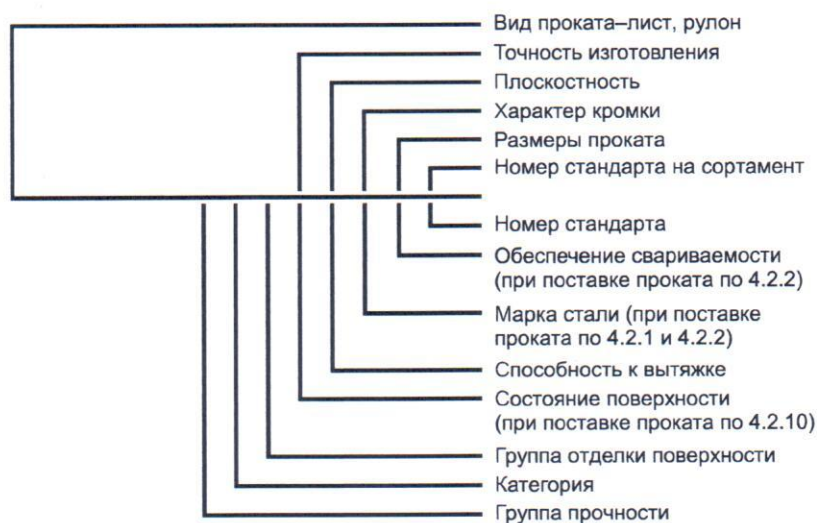 Вид проката–лист, рулон
Точность изготовления
Плоскостность
Характер кромки
Размеры проката
Номер стандарта на сортамент
Номер стандарта
Обеспечение свариваемости
(при поставке проката по 4.2.2)
Марка стали (при поставке
проката по 4.2.1 и 4.2.2)
Способность к вытяжке
Состояние поверхности
(при поставке проката по 4.2.10)
Группа отделки поверхности
Категория
Группа прочности